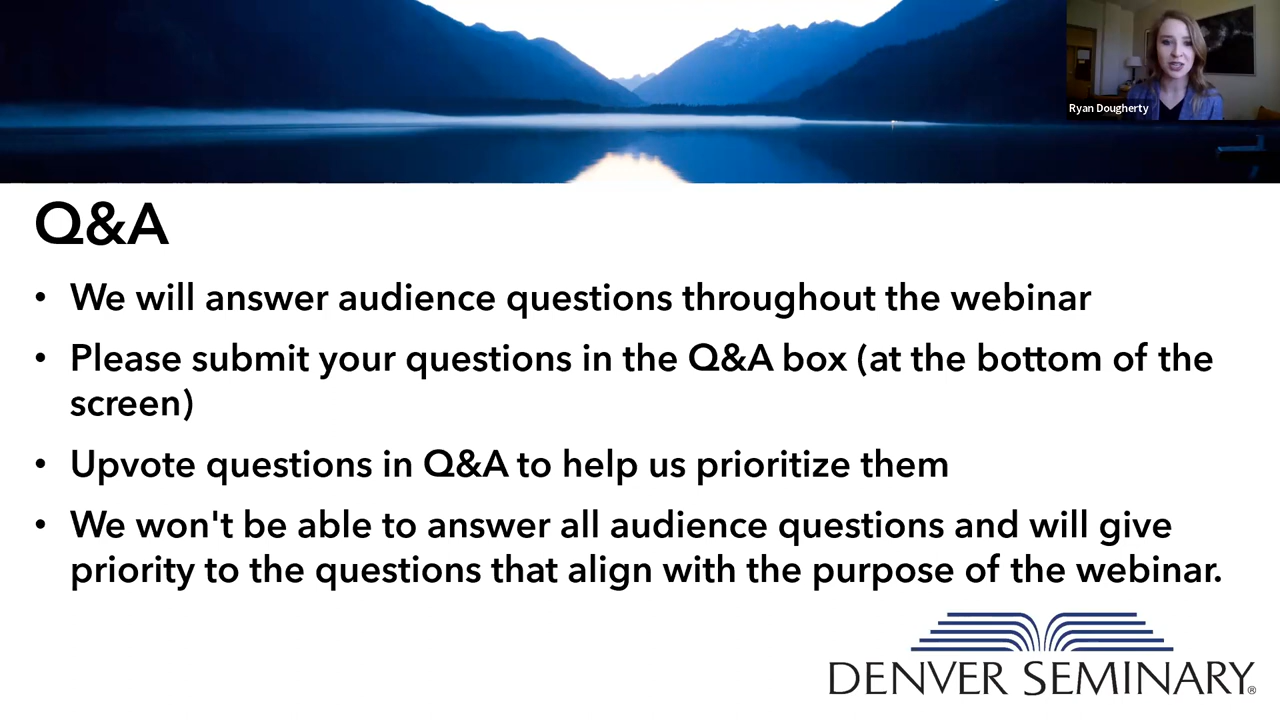 Ryan Dougherty
Q&A
• We will answer audience questions throughout the webinar
• Please submit your questions in the Q&A box (at the bottom of the
screen)
• Upvote questions in Q&A to help us prioritize them
• We won't be able to answer all audience questions and will give
priority to the questions that align with the purpose of the webinar.
DENVER SEMINARY®